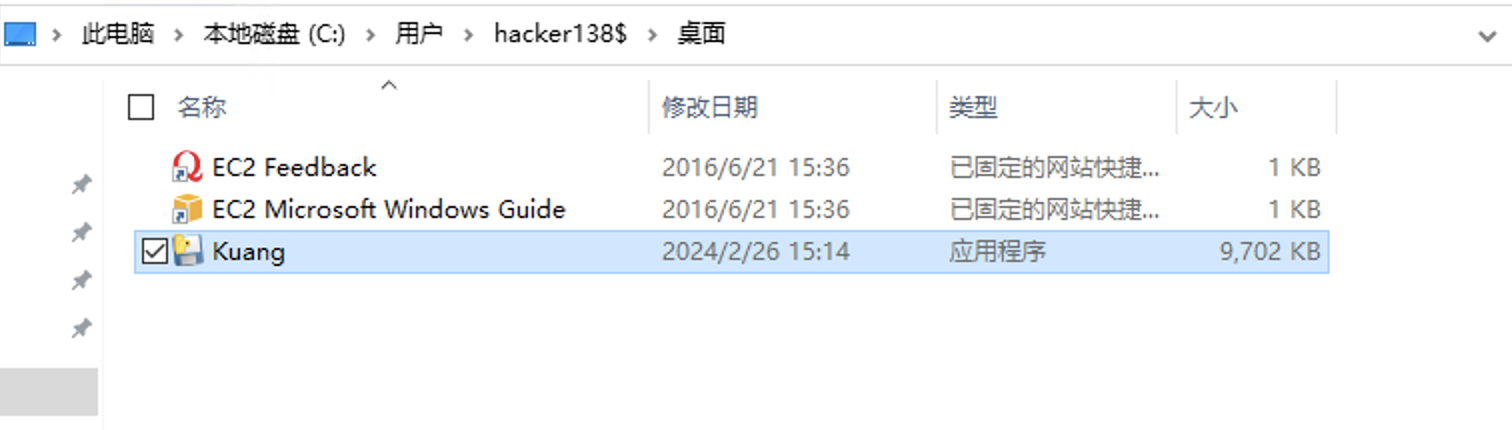 此电脑 > 本地磁盘 (C:) > 用户 > hacker138$ > 桌面
名称 修改日期 类型 大小
EC2 Feedback 2016/6/21 15:36 已固定的网站快捷... 1 KB
EC2 Microsoft Windows Guide 2016/6/21 15:36 已固定的网站快捷... 1 KB
Kuang 2024/2/26 15:14 应用程序 9,702 KB